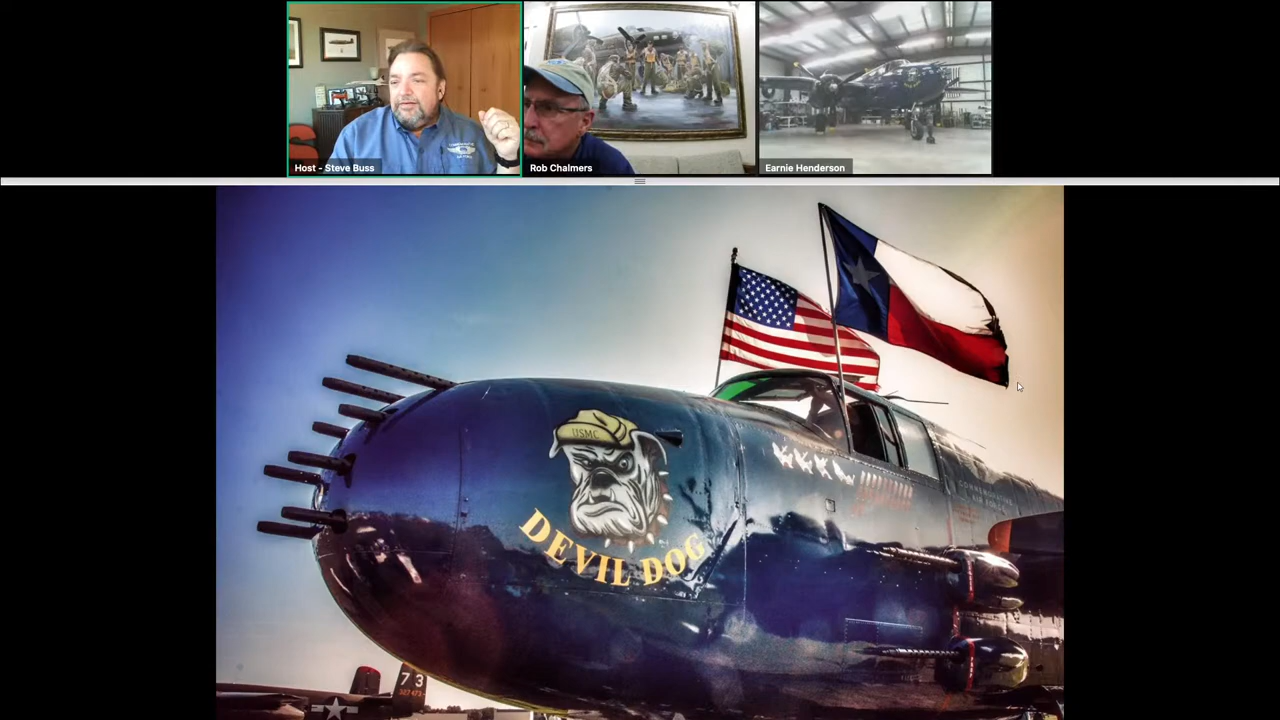 Host - Steve Buss
Rob Chalmers
Earnie Henderson
USMC
DEVIL DOG
73